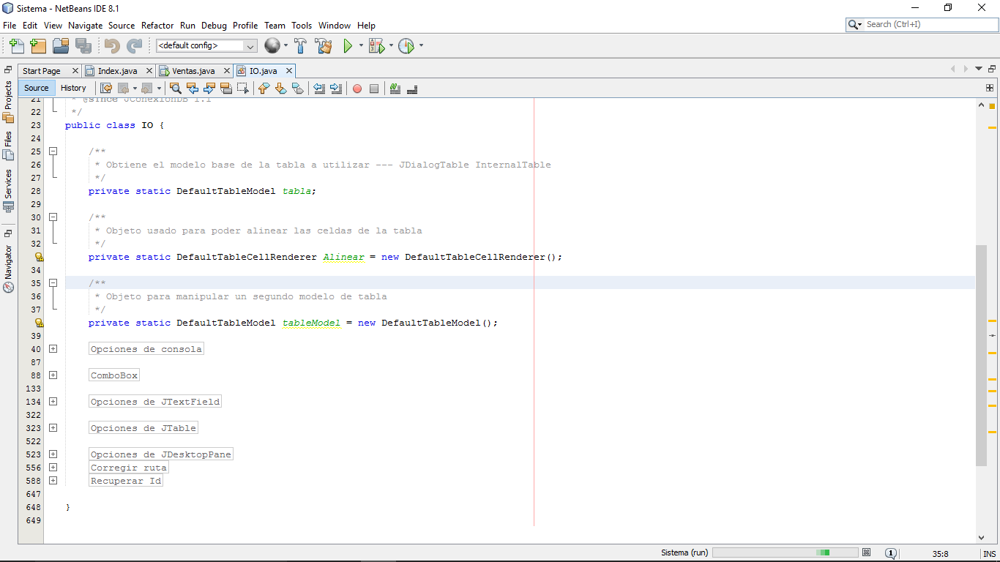 Sistema - NetBeans IDE 8.1
File Edit View Navigate Source Refactor Run Debug Profile Team Tools Window Help
Search (Ctrl+I)
<default config>
Start Page Index.java Ventas.java IO.java
Source History
Projects
Files
Services
Navigator
21 * @since JConexionDB 1.1
22 */
23 public class IO {
24
25 /**
26 * Obtiene el modelo base de la tabla a utilizar --- JDialogTable InternalTable
27 */
28 private static DefaultTableModel tabla;
29
30 /**
31 * Objeto usado para poder alinear las celdas de la tabla
32 */
private static DefaultTableCellRenderer Alinear = new DefaultTableCellRenderer();
34
35 /**
36 * Objeto para manipular un segundo modelo de tabla
37 */
private static DefaultTableModel tableModel = new DefaultTableModel();
39
40 Opciones de consola
87
88 ComboBox
133
134 Opciones de JTextField
322
323 Opciones de JTable
522
523 Opciones de JDesktopPane
556 Corregir ruta
588 Recuperar Id
647
648 }
649
Sistema (run) 1 35:8 INS